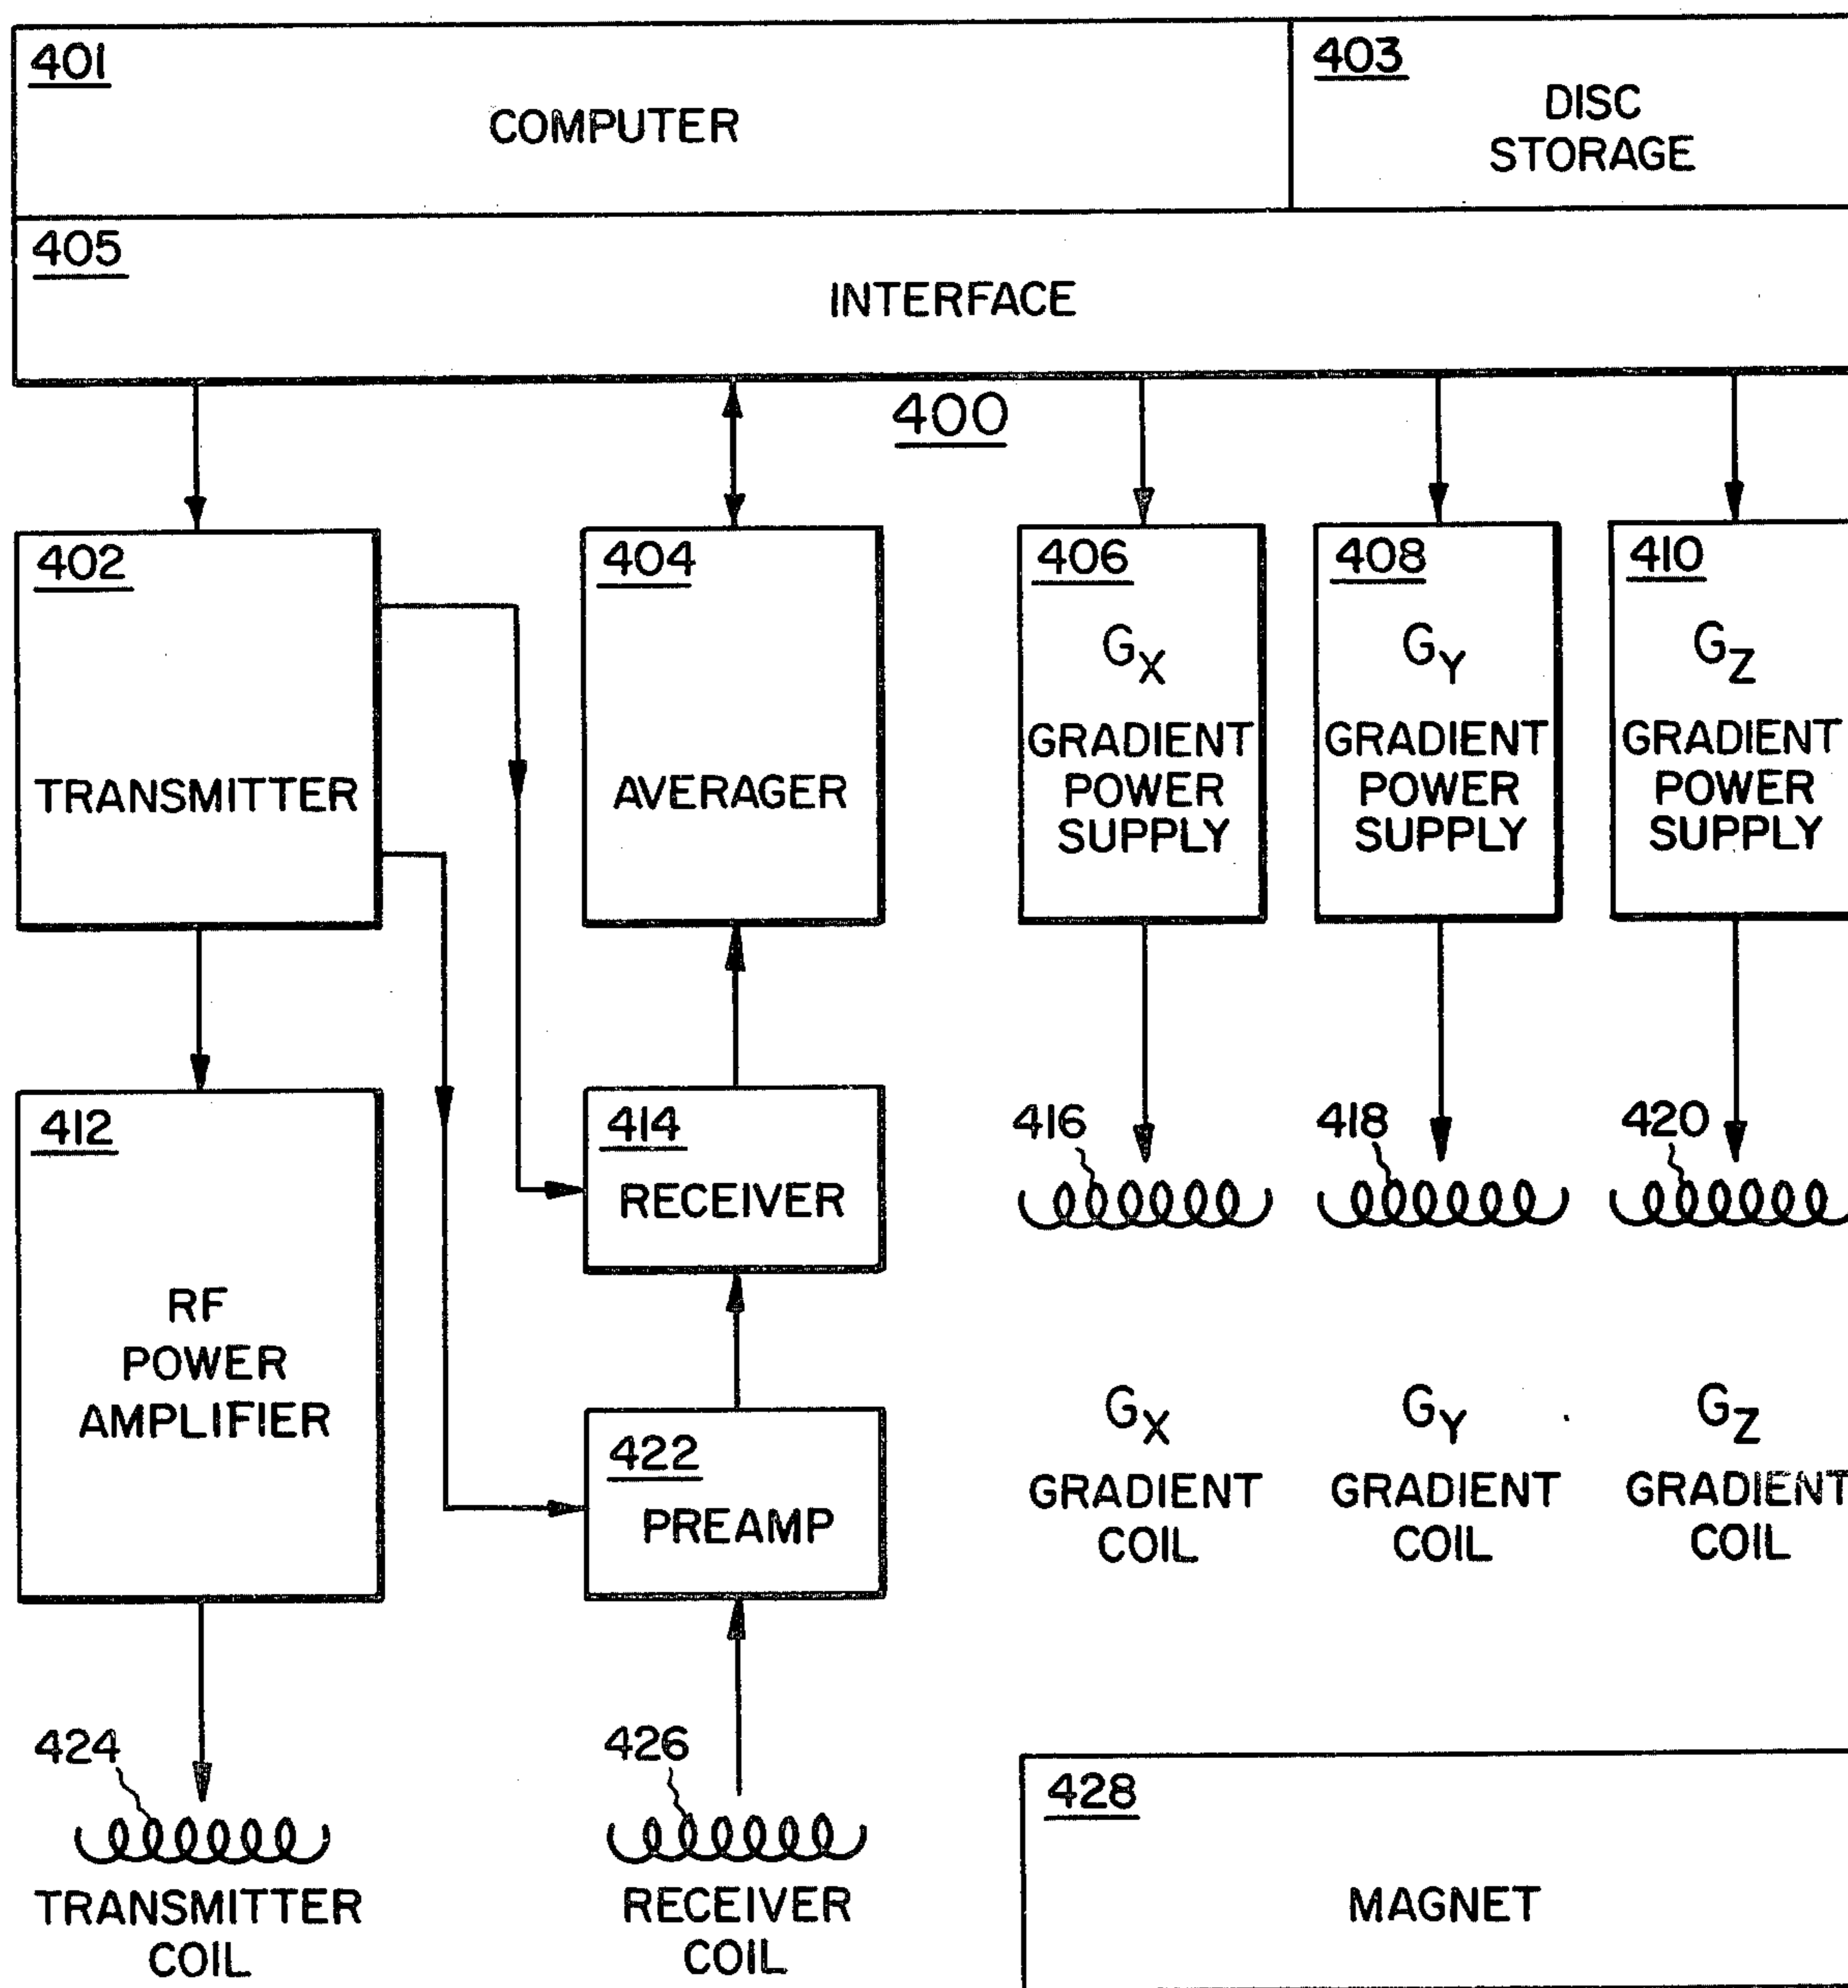 401
COMPUTER
403
DISC
STORAGE
405
INTERFACE
400
402
TRANSMITTER
404
AVERAGER
406
GX
GRADIENT
POWER
SUPPLY
408
GY
GRADIENT
POWER
SUPPLY
410
GZ
GRADIENT
POWER
SUPPLY
412
RF
POWER
AMPLIFIER
414
RECEIVER
422
PREAMP
416
418
420
GX
GRADIENT
COIL
GY
GRADIENT
COIL
GZ
GRADIENT
COIL
424
TRANSMITTER
COIL
426
RECEIVER
COIL
428
MAGNET